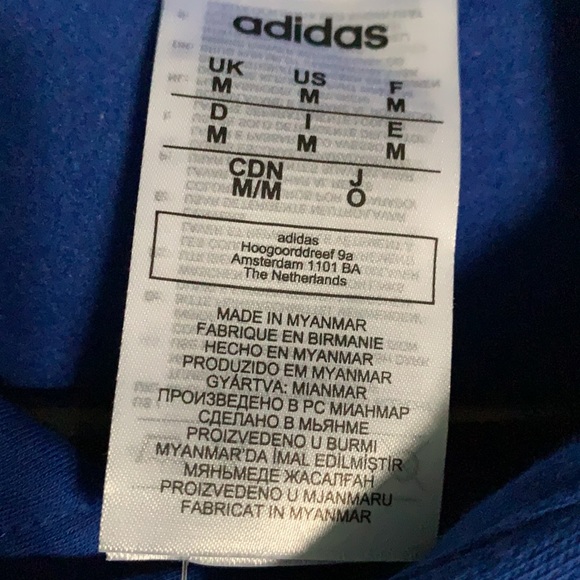 adidas
UK US F
M M M
D I E
M M M
CDN J
M/M O
adidas
Hoogoorddreef 9a
Amsterdam 1101 BA
The Netherlands
MADE IN MYANMAR
FABRIQUE EN BIRMANIE
HECHO EN MYANMAR
PRODUZIDO EM MYANMAR
GYÁRTVA: MIANMAR
ПРОИЗВЕДЕНО В РС МИАНМАР
СДЕЛАНО В МЬЯНМЕ
PROIZVEDENO U BURMI
MYANMAR'DA İMAL EDİLMİŞTİR
МЯНЬМЕДЕ ЖАСАЛҒАН
PROIZVEDENO U MJANMARU
FABRICAT IN MYANMAR